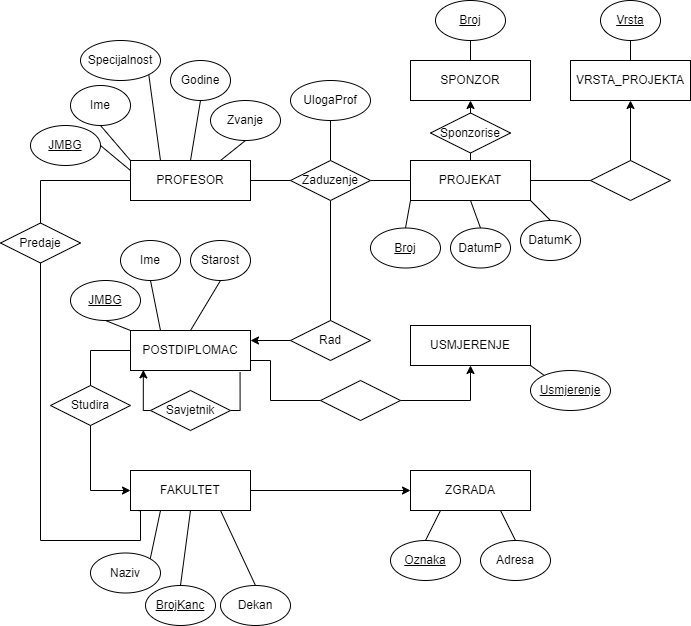 Broj
Vrsta
Specijalnost
SPONZOR
VRSTA_PROJEKTA
Godine
UlogaProf
Ime
Zvanje
Sponzorise
JMBG
PROFESOR
Zaduzenje
PROJEKAT
Predaje
Broj
DatumP
DatumK
Ime
Starost
JMBG
POSTDIPLOMAC
Rad
USMJERENJE
Usmjerenje
Studira
Savjetnik
FAKULTET
ZGRADA
Naziv
Oznaka
Adresa
BrojKanc
Dekan